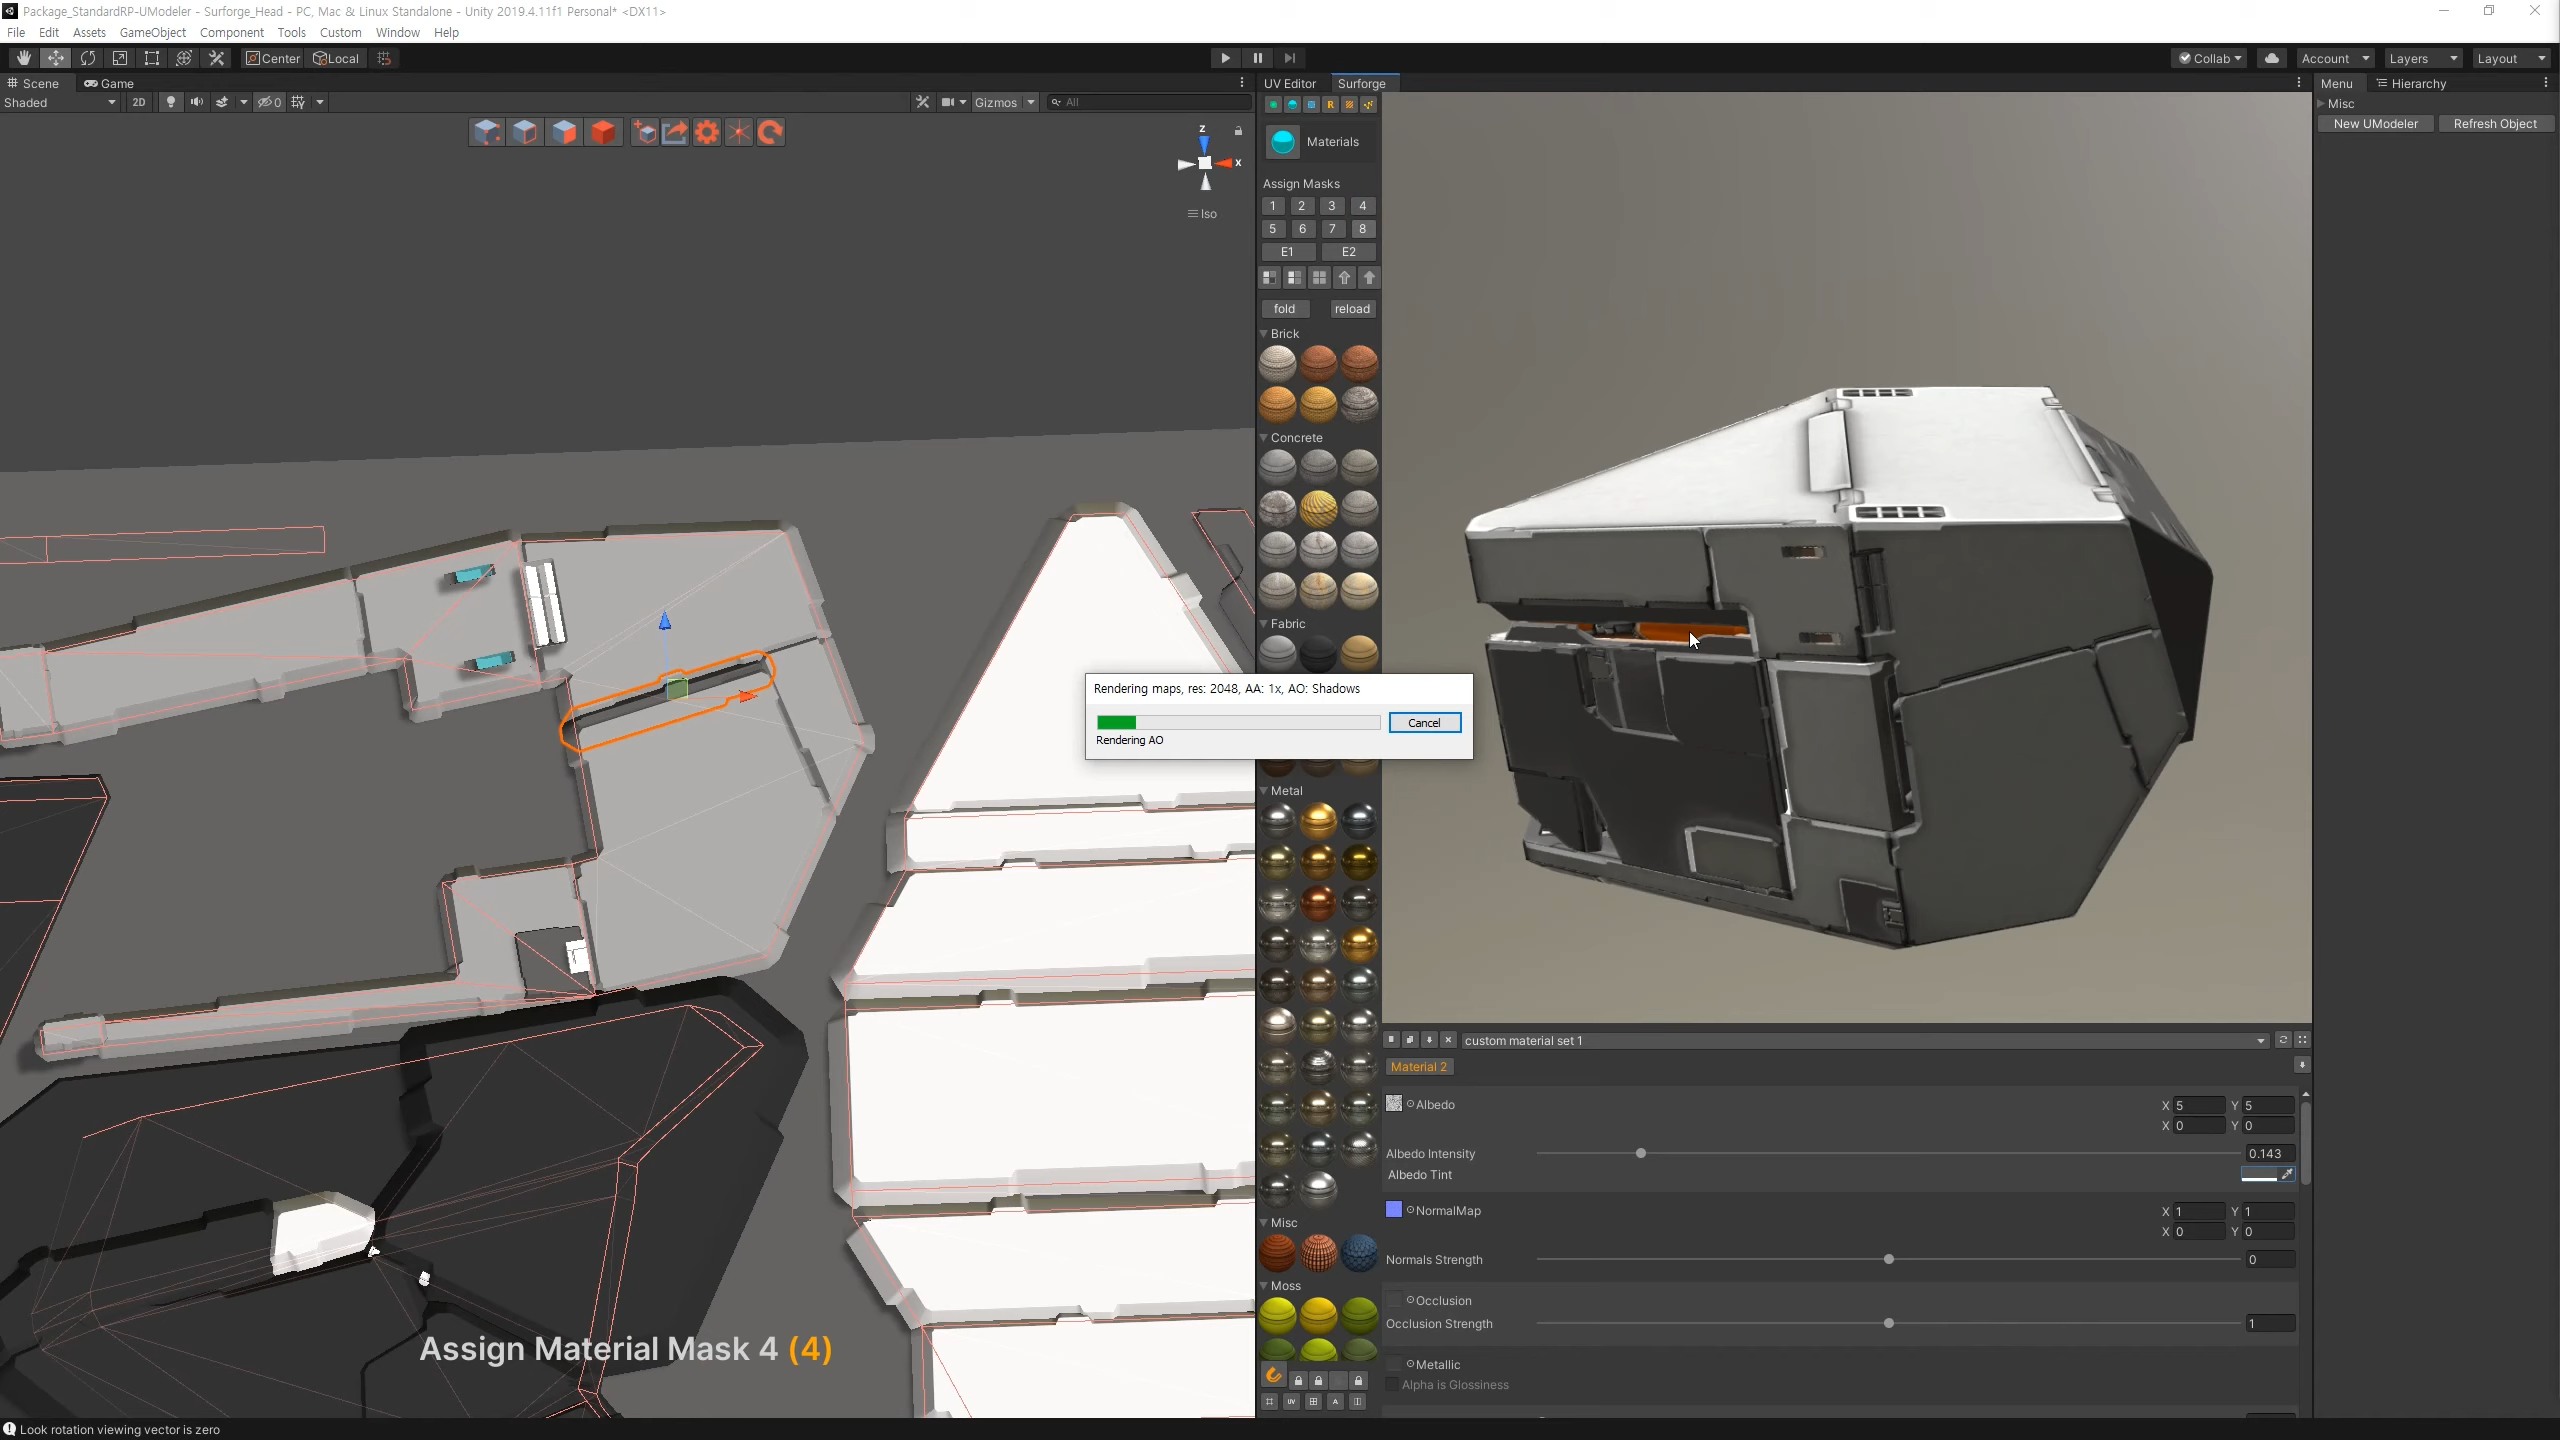 Package_StandardRP-UModeler - Surforge_Head - PC, Mac & Linux Standalone - Unity 2019.4.11f1 Personal* <DX11>
File Edit Assets GameObject Component Tools Custom Window Help
Center Local Collab Account Layers Layout
Scene Game UV Editor Surforge Menu Hierarchy
Shaded 2D 0 Gizmos All
Misc
New UModeler Refresh Object
z
x
Iso
Materials
Assign Masks
1 2 3 4
5 6 7 8
E1 E2
fold reload
Brick
Concrete
Fabric
Rendering maps, res: 2048, AA: 1x, AO: Shadows
Cancel
Rendering AO
Metal
Misc
Moss
custom material set 1
Material 2
Albedo X 5 Y 5
X 0 Y 0
Albedo Intensity 0.143
Albedo Tint
NormalMap X 1 Y 1
X 0 Y 0
Normals Strength 0
Occlusion
Occlusion Strength 1
Metallic
Alpha is Glossiness
UV A
Assign Material Mask 4 (4)
Look rotation viewing vector is zero